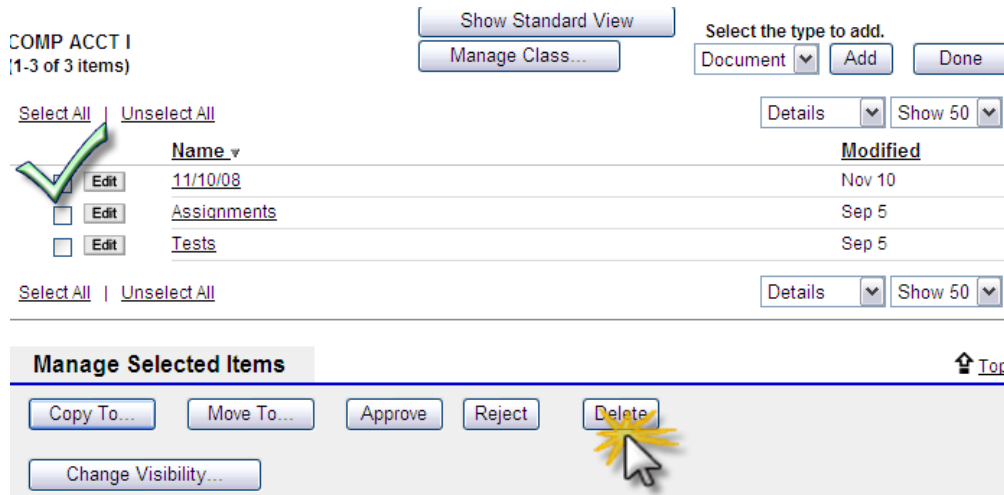 Show Standard View
Select the type to add.
COMP ACCT I
(1-3 of 3 items)
Manage Class...
Document Add Done
Select All | Unselect All
Details Show 50
Name Modified
Edit 11/10/08 Nov 10
Edit Assignments Sep 5
Edit Tests Sep 5
Select All | Unselect All
Details Show 50
Manage Selected Items
Top
Copy To... Move To... Approve Reject Delete
Change Visibility...